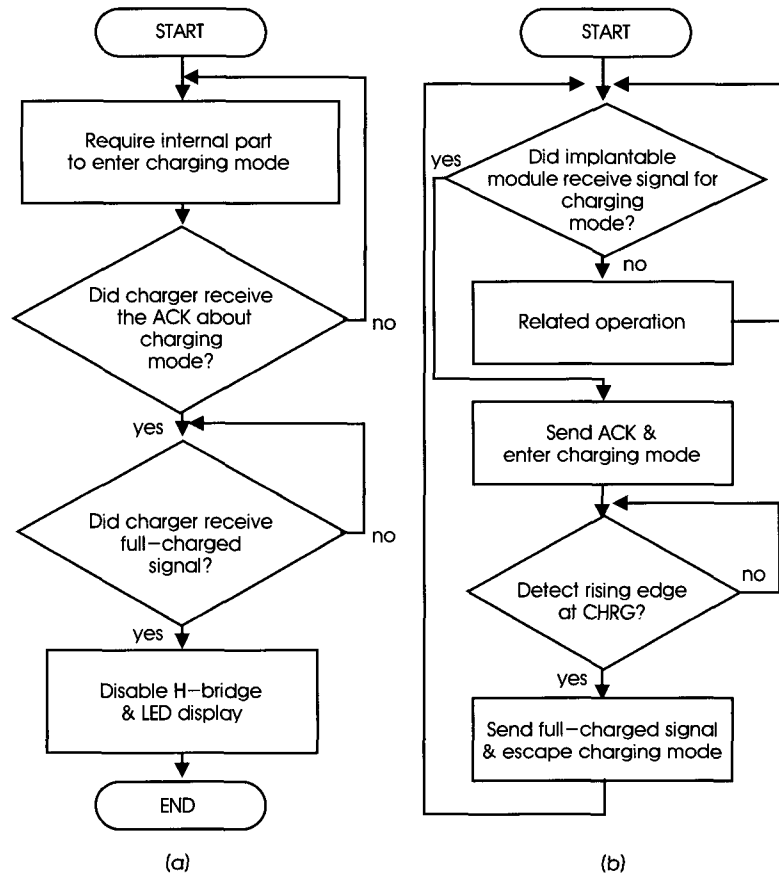 START
Require internal part
to enter charging mode
Did charger receive
the ACK about
charging
mode?
no
yes
Did charger receive
full-charged
signal?
no
yes
Disable H-bridge
& LED display
END
(a)
START
yes
Did implantable
module receive signal for
charging
mode?
no
Related operation
Send ACK &
enter charging mode
Detect rising edge
at CHRG?
no
yes
Send full-charged signal
& escape charging mode
(b)